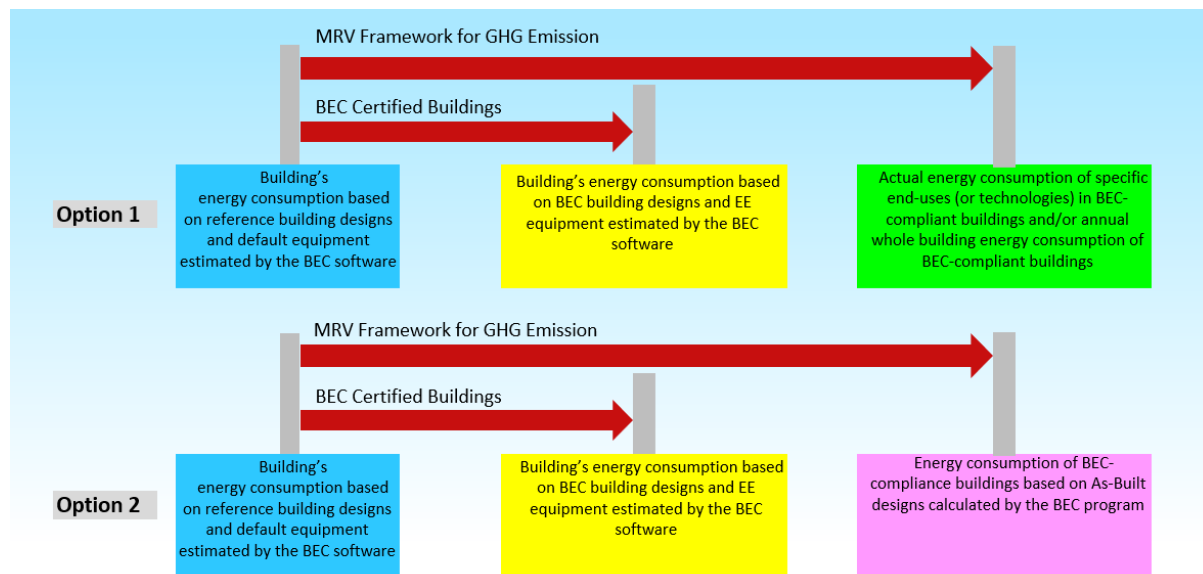 MRV Framework for GHG Emission
BEC Certified Buildings
Option 1
Building's
energy consumption based
on reference building designs
and default equipment
estimated by the BEC software
Building's energy consumption based
on BEC building designs and EE
equipment estimated by the BEC
software
Actual energy consumption of specific
end-uses (or technologies) in BEC-
compliant buildings and/or annual
whole building energy consumption of
BEC-compliant buildings
MRV Framework for GHG Emission
BEC Certified Buildings
Option 2
Building's
energy consumption based
on reference building designs
and default equipment
estimated by the BEC software
Building's energy consumption based
on BEC building designs and EE
equipment estimated by the BEC
software
Energy consumption of BEC-
compliance buildings based on As-Built
designs calculated by the BEC program